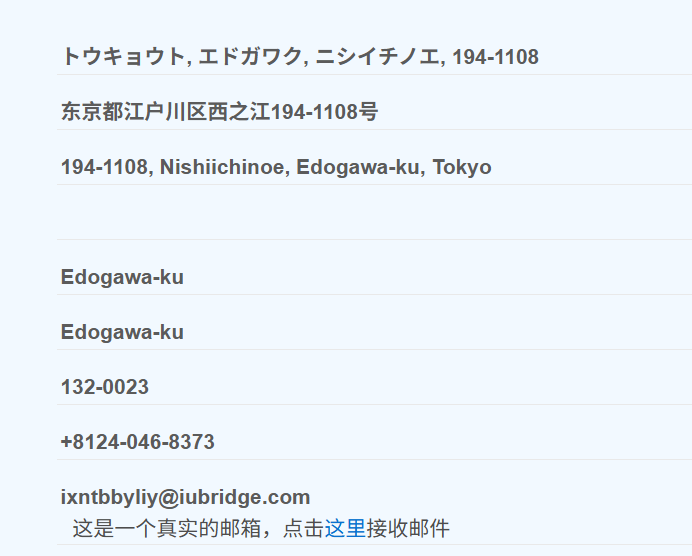 トウキョウト, エドガワク, ニシイチノエ, 194-1108
东京都江户川区西之江194-1108号
194-1108, Nishiichinoe, Edogawa-ku, Tokyo
Edogawa-ku
Edogawa-ku
132-0023
+8124-046-8373
ixntbbyliy@iubridge.com
这是一个真实的邮箱，点击这里接收邮件